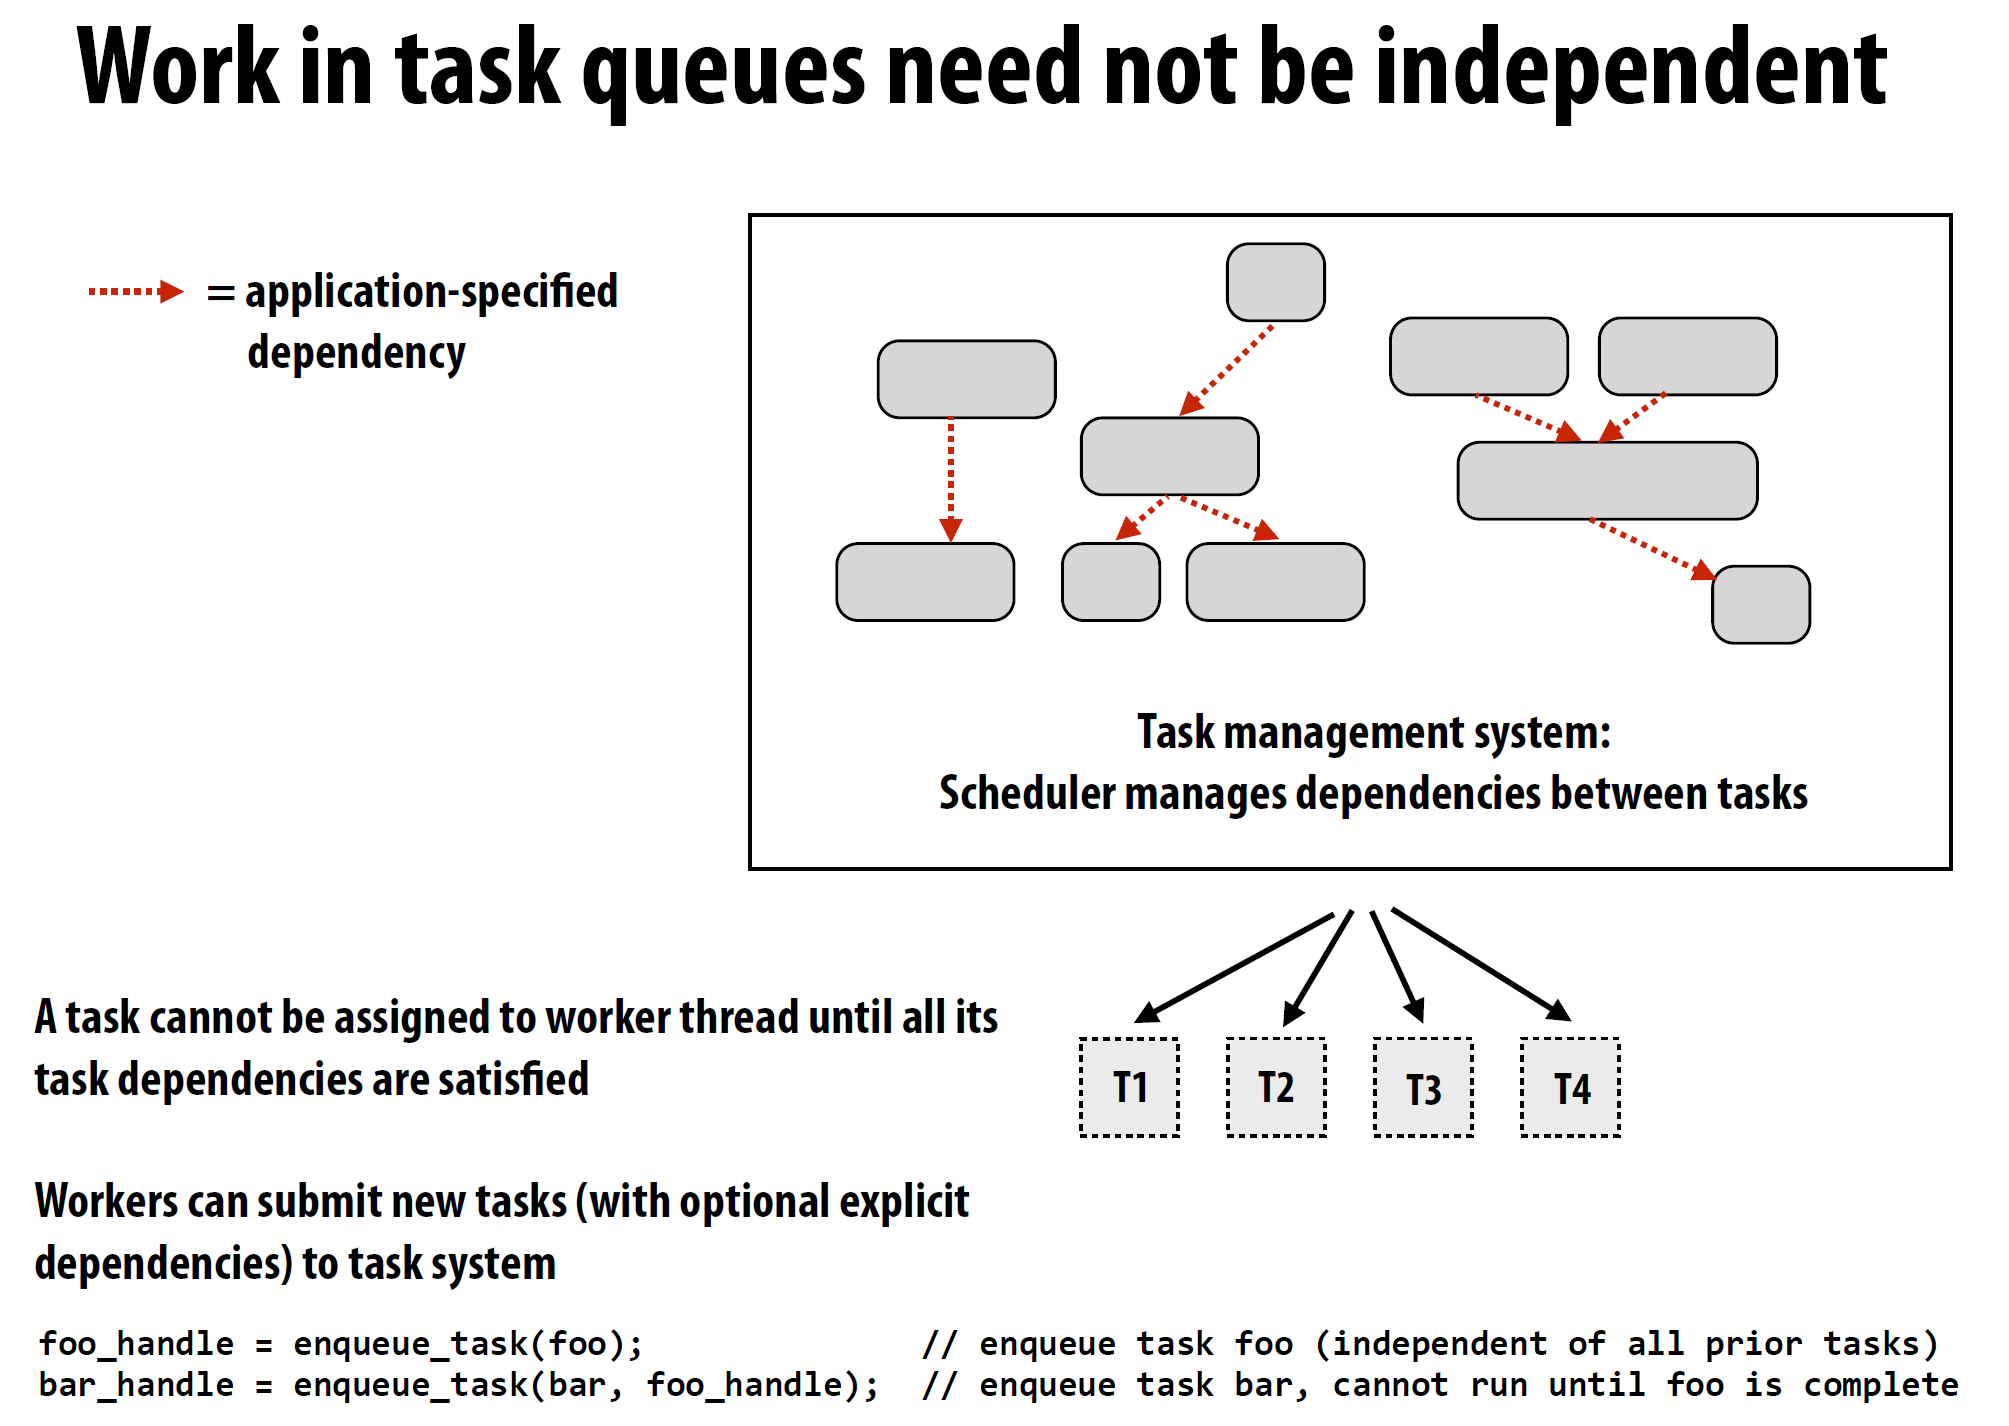 Work in task queues need not be independent
= application-specified
dependency
Task management system:
Scheduler manages dependencies between tasks
T1 T2 T3 T4
A task cannot be assigned to worker thread until all its
task dependencies are satisfied
Workers can submit new tasks (with optional explicit
dependencies) to task system
foo_handle = enqueue_task(foo); // enqueue task foo (independent of all prior tasks)
bar_handle = enqueue_task(bar, foo_handle); // enqueue task bar, cannot run until foo is complete